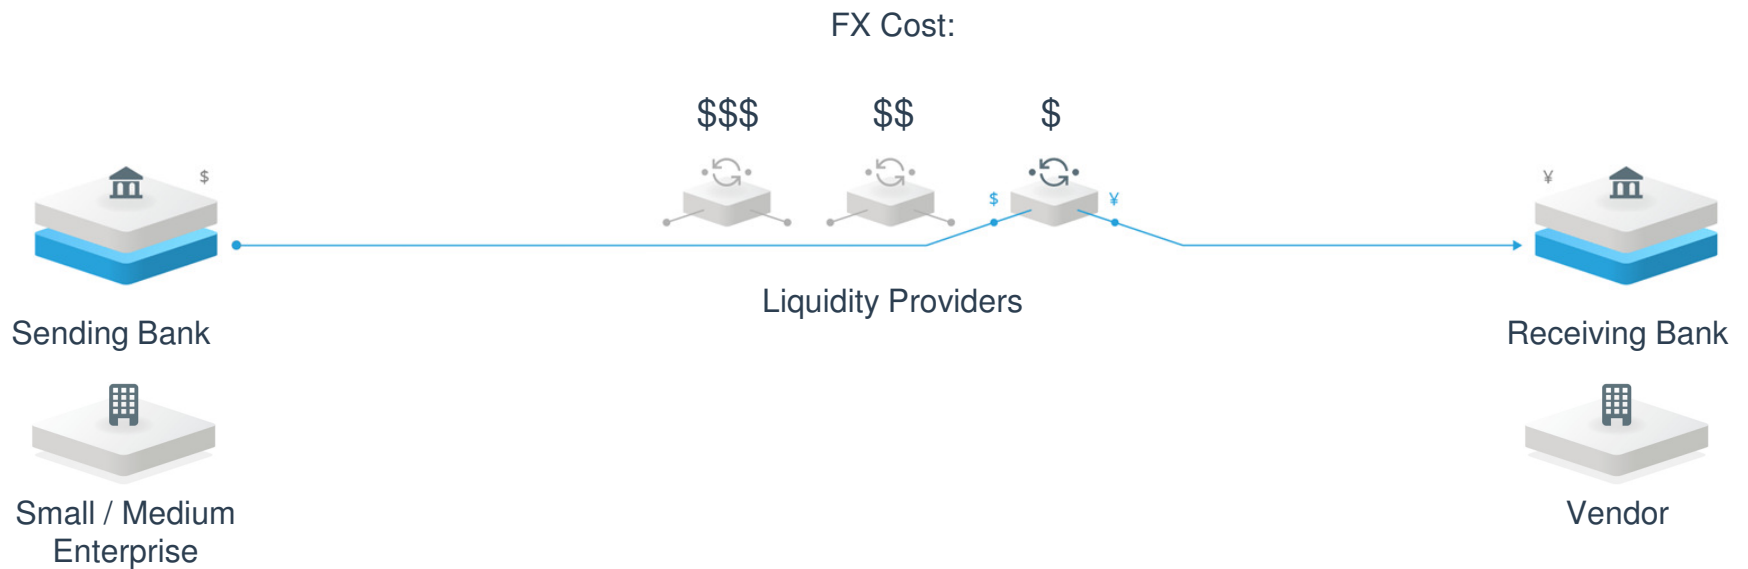 FX Cost:
$$$ $$ $
$ ¥
$ ¥
Liquidity Providers
Sending Bank
Receiving Bank
Small / Medium
Enterprise
Vendor